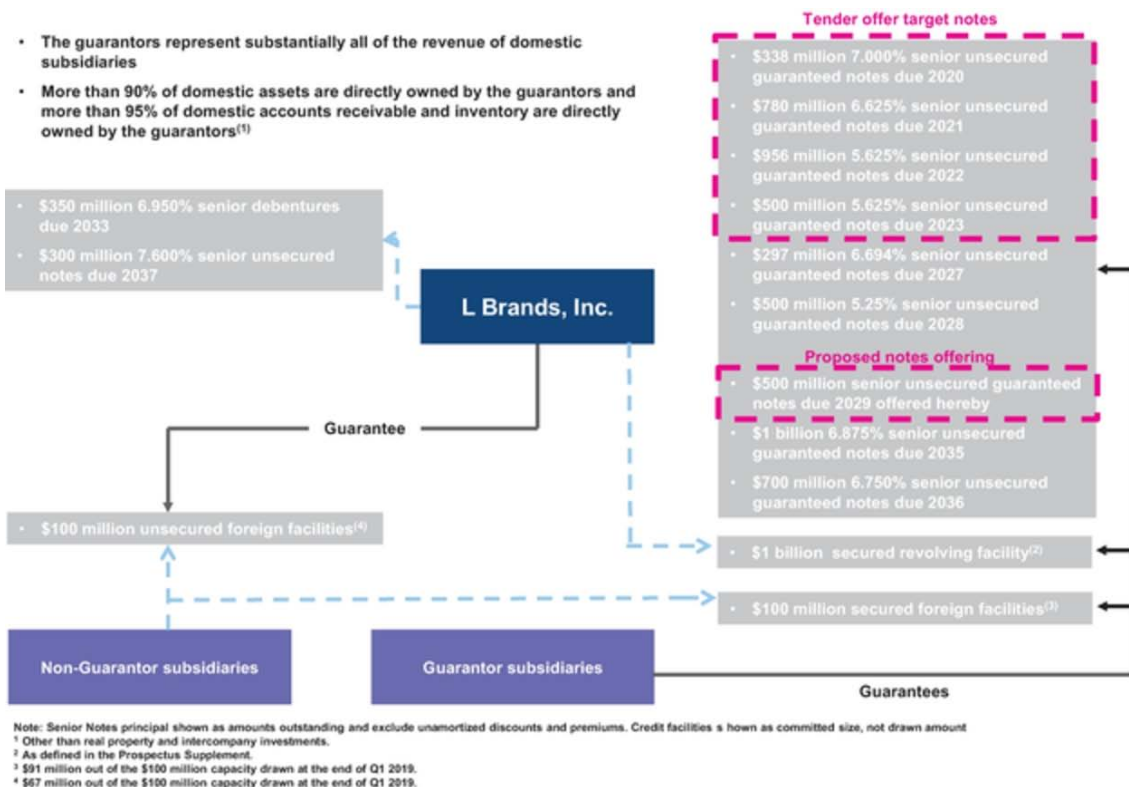 • The guarantors represent substantially all of the revenue of domestic
subsidiaries
• More than 90% of domestic assets are directly owned by the guarantors and
more than 95% of domestic accounts receivable and inventory are directly
owned by the guarantors(1)
Tender offer target notes
• $338 million 7.000% senior unsecured
guaranteed notes due 2020
• $780 million 6.625% senior unsecured
guaranteed notes due 2021
• $956 million 5.625% senior unsecured
guaranteed notes due 2022
• $500 million 5.625% senior unsecured
guaranteed notes due 2023
• $297 million 6.694% senior unsecured
guaranteed notes due 2027
• $500 million 5.25% senior unsecured
guaranteed notes due 2028
Proposed notes offering
• $500 million senior unsecured guaranteed
notes due 2029 offered hereby
• $1 billion 6.875% senior unsecured
guaranteed notes due 2035
• $700 million 6.750% senior unsecured
guaranteed notes due 2036
• $350 million 6.950% senior debentures
due 2033
• $300 million 7.600% senior unsecured
notes due 2037
L Brands, Inc.
Guarantee
• $100 million unsecured foreign facilities(4)
• $1 billion secured revolving facility(2)
• $100 million secured foreign facilities(3)
Non-Guarantor subsidiaries
Guarantor subsidiaries
Guarantees
Note: Senior Notes principal shown as amounts outstanding and exclude unamortized discounts and premiums. Credit facilities s hown as committed size, not drawn amount
1 Other than real property and intercompany investments.
2 As defined in the Prospectus Supplement.
3 $91 million out of the $100 million capacity drawn at the end of Q1 2019.
4 $67 million out of the $100 million capacity drawn at the end of Q1 2019.